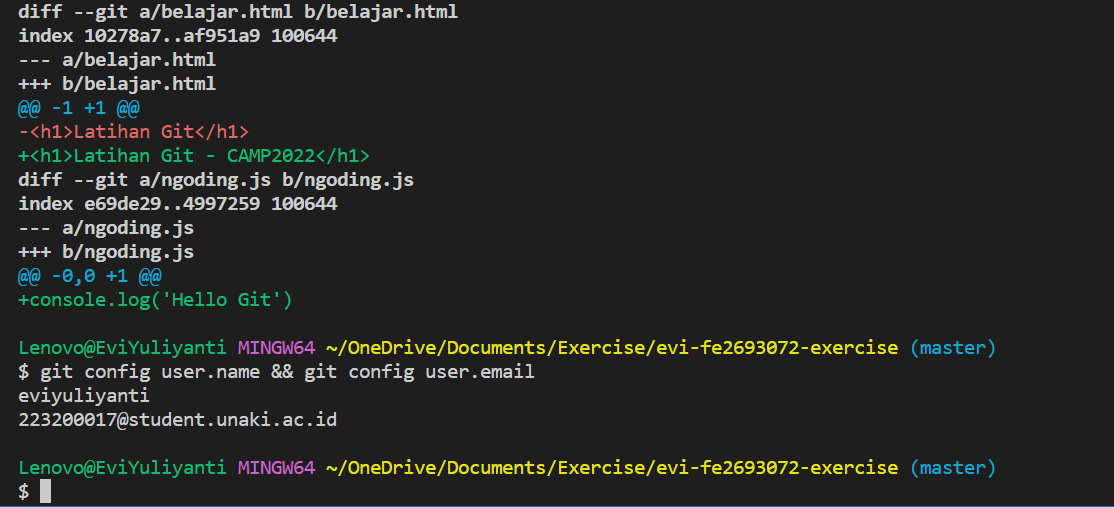 diff --git a/belajar.html b/belajar.html
index 10278a7..af951a9 100644
--- a/belajar.html
+++ b/belajar.html
@@ -1 +1 @@
-<h1>Latihan Git</h1>
+<h1>Latihan Git - CAMP2022</h1>
diff --git a/ngoding.js b/ngoding.js
index e69de29..4997259 100644
--- a/ngoding.js
+++ b/ngoding.js
@@ -0,0 +1 @@
+console.log('Hello Git')
Lenovo@EviYuliyanti MINGW64 ~/OneDrive/Documents/Exercise/evi-fe2693072-exercise (master)
$ git config user.name && git config user.email
eviyuliyanti
223200017@student.unaki.ac.id
Lenovo@EviYuliyanti MINGW64 ~/OneDrive/Documents/Exercise/evi-fe2693072-exercise (master)
$